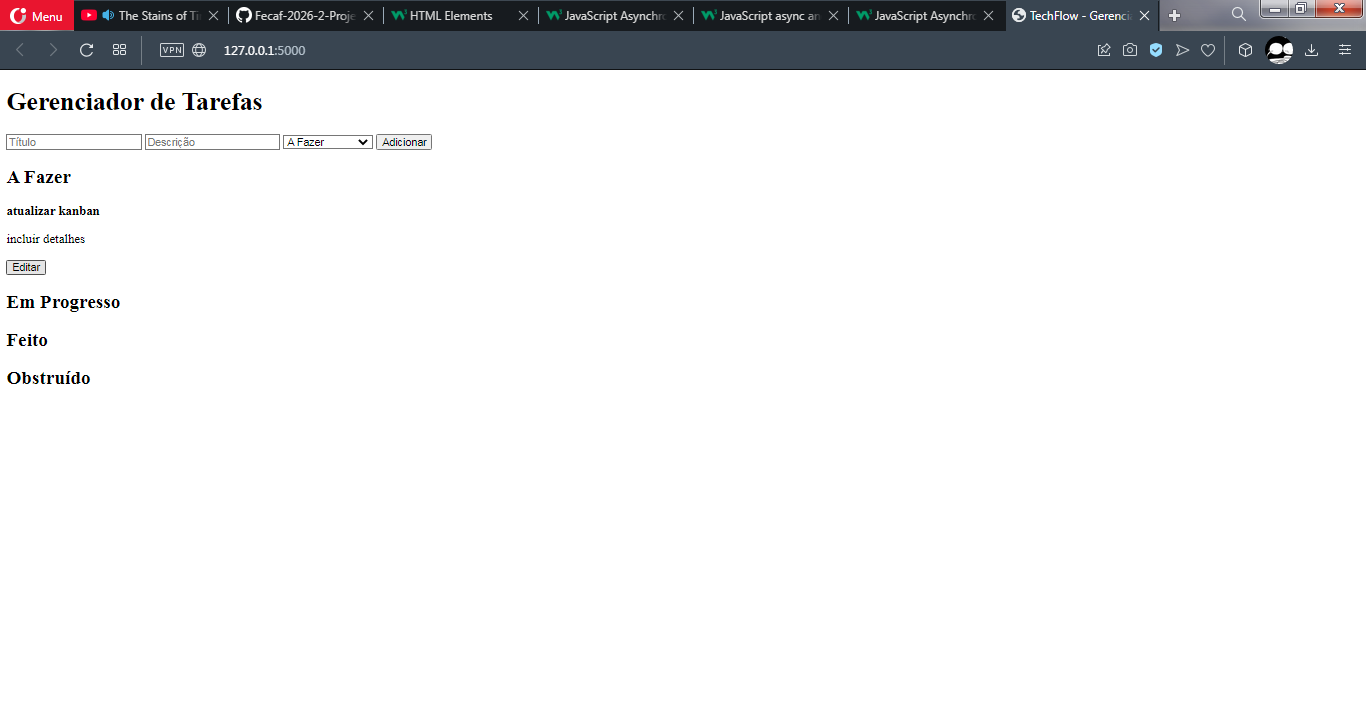 Menu
The Stains of Ti
Fecaf-2026-2-Proje
HTML Elements
JavaScript Asynchr
JavaScript async an
JavaScript Asynchr
TechFlow - Gerenci
VPN
127.0.0.1:5000
Gerenciador de Tarefas
Título
Descrição
A Fazer
Adicionar
A Fazer
atualizar kanban
incluir detalhes
Editar
Em Progresso
Feito
Obstruído